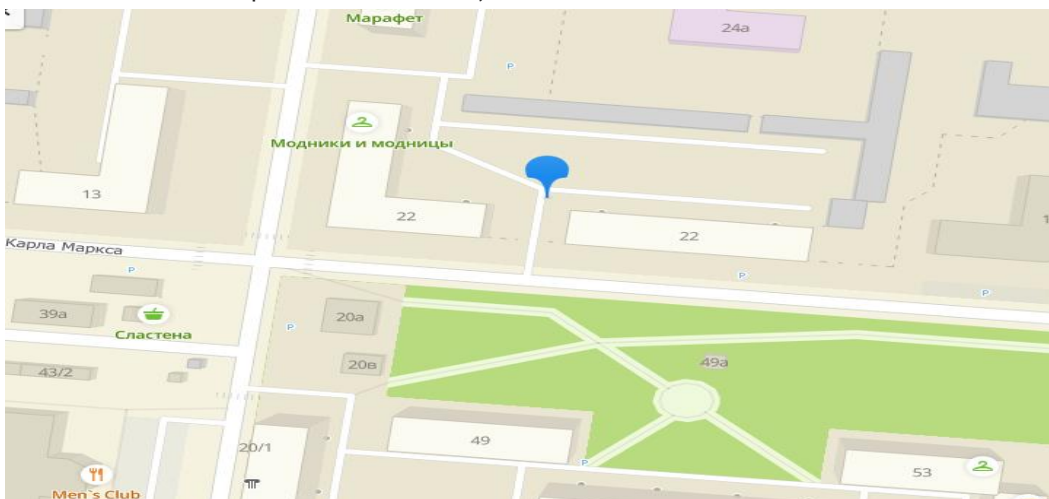 Марафет
24а
P
Модники и модницы
13
22
22
Карла Маркса
P
P
P
39а
Сластена
P
20а
20в
49а
43/2
20/1
49
P
53
Men`s Club